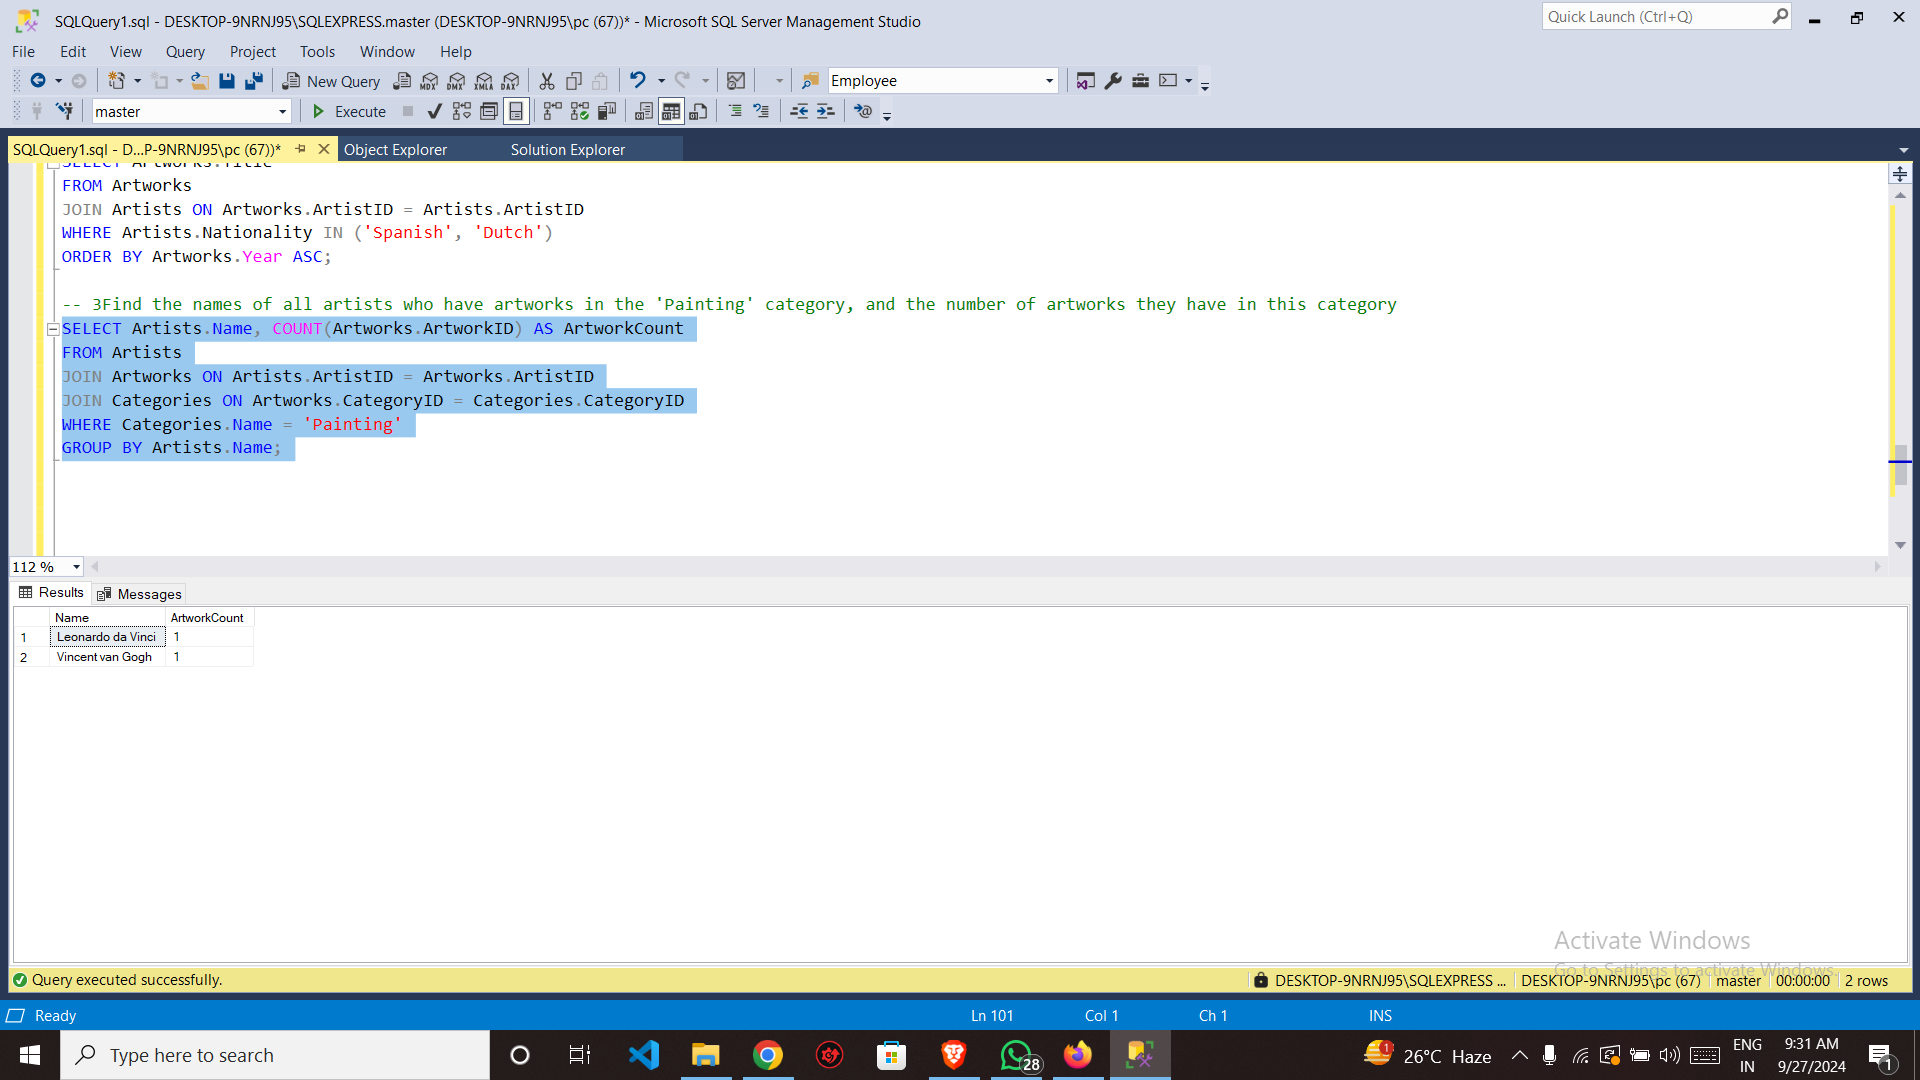 SQLQuery1.sql - DESKTOP-9NRNJ95\SQLEXPRESS.master (DESKTOP-9NRNJ95\pc (67))* - Microsoft SQL Server Management Studio
Quick Launch (Ctrl+Q)
File Edit View Query Project Tools Window Help
New Query MDX DMX XMLA DAX Employee
master Execute
SQLQuery1.sql - D...P-9NRNJ95\pc (67))* Object Explorer Solution Explorer
SELECT Artworks.Title
FROM Artworks
JOIN Artists ON Artworks.ArtistID = Artists.ArtistID
WHERE Artists.Nationality IN ('Spanish', 'Dutch')
ORDER BY Artworks.Year ASC;
-- 3Find the names of all artists who have artworks in the 'Painting' category, and the number of artworks they have in this category
SELECT Artists.Name, COUNT(Artworks.ArtworkID) AS ArtworkCount
FROM Artists
JOIN Artworks ON Artists.ArtistID = Artworks.ArtistID
JOIN Categories ON Artworks.CategoryID = Categories.CategoryID
WHERE Categories.Name = 'Painting'
GROUP BY Artists.Name;
112 %
Results Messages
Name ArtworkCount
1 Leonardo da Vinci 1
2 Vincent van Gogh 1
Activate Windows
Go to Settings to activate Windows.
Query executed successfully. DESKTOP-9NRNJ95\SQLEXPRESS ... DESKTOP-9NRNJ95\pc (67) master 00:00:00 2 rows
Ready Ln 101 Col 1 Ch 1 INS
Type here to search 28 1 26°C Haze ENG IN 9:31 AM 9/27/2024 1